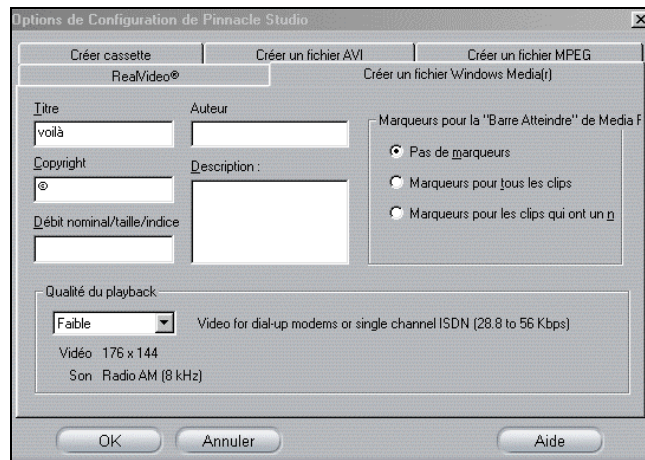 Options de Configuration de Pinnacle Studio
Créer cassette
Créer un fichier AVI
Créer un fichier MPEG
RealVideo®
Créer un fichier Windows Media(r)
Titre
voilà
Auteur
Marqueurs pour la "Barre Atteindre" de Media
Pas de marqueurs
Copyright
©
Description :
Marqueurs pour tous les clips
Marqueurs pour les clips qui ont un n
Débit nominal/taille/indice
Qualité du playback
Faible
Video for dial-up modems or single channel ISDN (28.8 to 56 Kbps)
Vidéo 176 x 144
Son Radio AM (8 kHz)
OK
Annuler
Aide